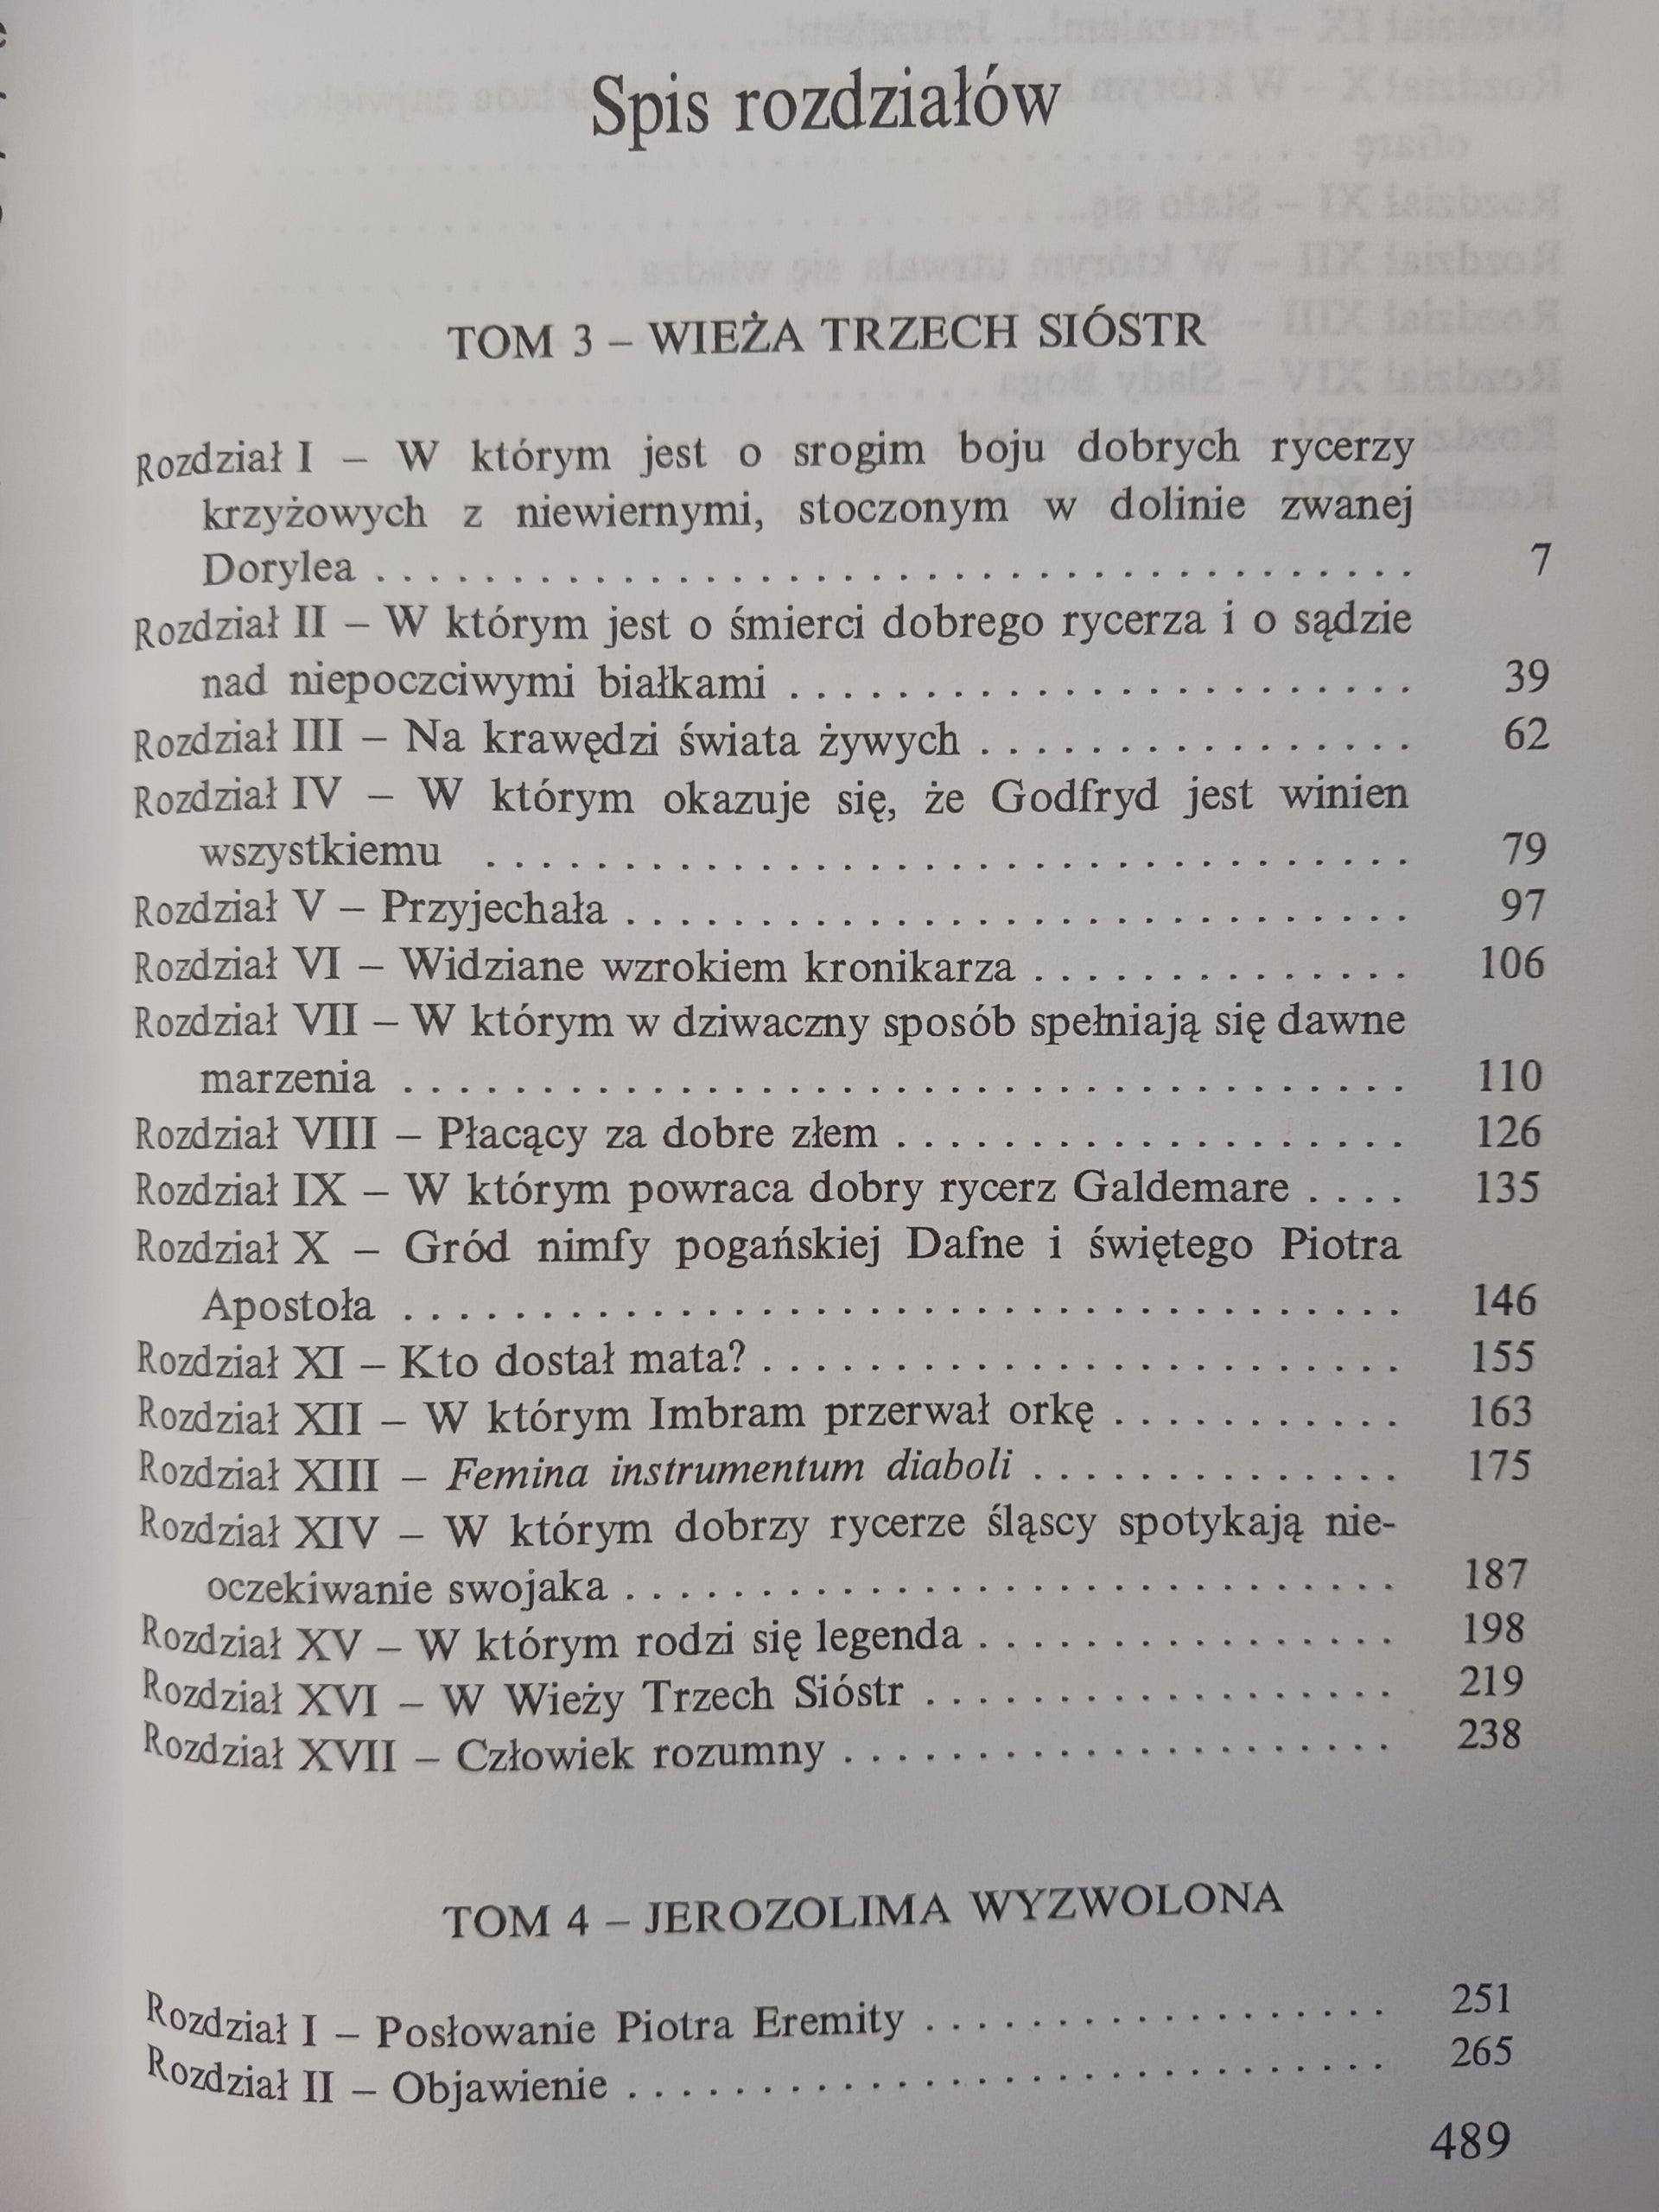 Spis rozdziałów
TOM 3 – WIEŻA TRZECH SIÓSTR
Rozdział I – W którym jest o srogim boju dobrych rycerzy
krzyżowych z niewiernymi, stoczonym w dolinie zwanej
Dorylea . . . . . . . . . . . . . . . . . . . . . . . . . . . . . . . . . . . . . . 7
Rozdział II – W którym jest o śmierci dobrego rycerza i o sądzie
nad niepoczciwymi białkami . . . . . . . . . . . . . . . . . . . . . . . 39
Rozdział III – Na krawędzi świata żywych . . . . . . . . . . . . . . . . 62
Rozdział IV – W którym okazuje się, że Godfryd jest winien
wszystkiemu . . . . . . . . . . . . . . . . . . . . . . . . . . . . . . . . . . 79
Rozdział V – Przyjechała . . . . . . . . . . . . . . . . . . . . . . . . . . . . . 97
Rozdział VI – Widziane wzrokiem kronikarza . . . . . . . . . . . . . . 106
Rozdział VII – W którym w dziwaczny sposób spełniają się dawne
marzenia . . . . . . . . . . . . . . . . . . . . . . . . . . . . . . . . . . . . . 110
Rozdział VIII – Płacący za dobre złem . . . . . . . . . . . . . . . . . . . 126
Rozdział IX – W którym powraca dobry rycerz Galdemare . . . . 135
Rozdział X – Gród nimfy pogańskiej Dafne i świętego Piotra
Apostoła . . . . . . . . . . . . . . . . . . . . . . . . . . . . . . . . . . . . . 146
Rozdział XI – Kto dostał mata? . . . . . . . . . . . . . . . . . . . . . . . . 155
Rozdział XII – W którym Imbram przerwał orkę . . . . . . . . . . . 163
Rozdział XIII – Femina instrumentum diaboli . . . . . . . . . . . . . . 175
Rozdział XIV – W którym dobrzy rycerze śląscy spotykają nie-
oczekiwanie swojaka . . . . . . . . . . . . . . . . . . . . . . . . . . . . . 187
Rozdział XV – W którym rodzi się legenda . . . . . . . . . . . . . . . . 198
Rozdział XVI – W Wieży Trzech Sióstr . . . . . . . . . . . . . . . . . . 219
Rozdział XVII – Człowiek rozumny . . . . . . . . . . . . . . . . . . . . . 238
TOM 4 – JEROZOLIMA WYZWOLONA
Rozdział I – Posłowanie Piotra Eremity . . . . . . . . . . . . . . . . . . 251
Rozdział II – Objawienie . . . . . . . . . . . . . . . . . . . . . . . . . . . . . 265
489